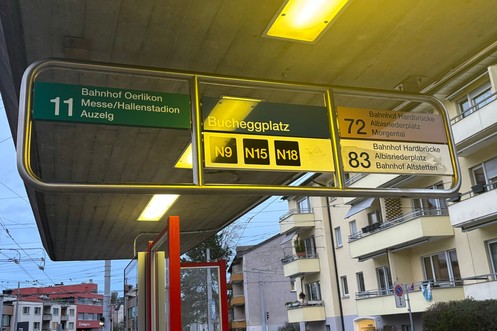 11
Bahnhof Oerlikon
Messe/Hallenstadion
Auzelg
Bucheggplatz
N9 N15 N18
72
Bahnhof Hardbrücke
Albisriederplatz
Morgental
83
Bahnhof Hardbrücke
Albisriederplatz
Bahnhof Altstetten